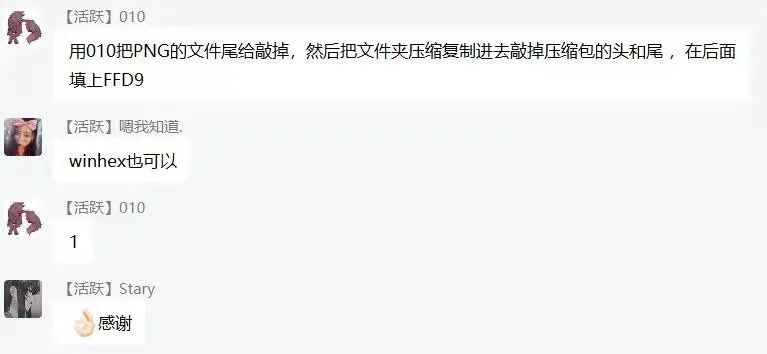 【活跃】010
用010把PNG的文件尾给敲掉，然后把文件夹压缩复制进去敲掉压缩包的头和尾 ，在后面
填上FFD9
【活跃】嗯我知道.
winhex也可以
【活跃】010
1
【活跃】Stary
👌🏻感谢